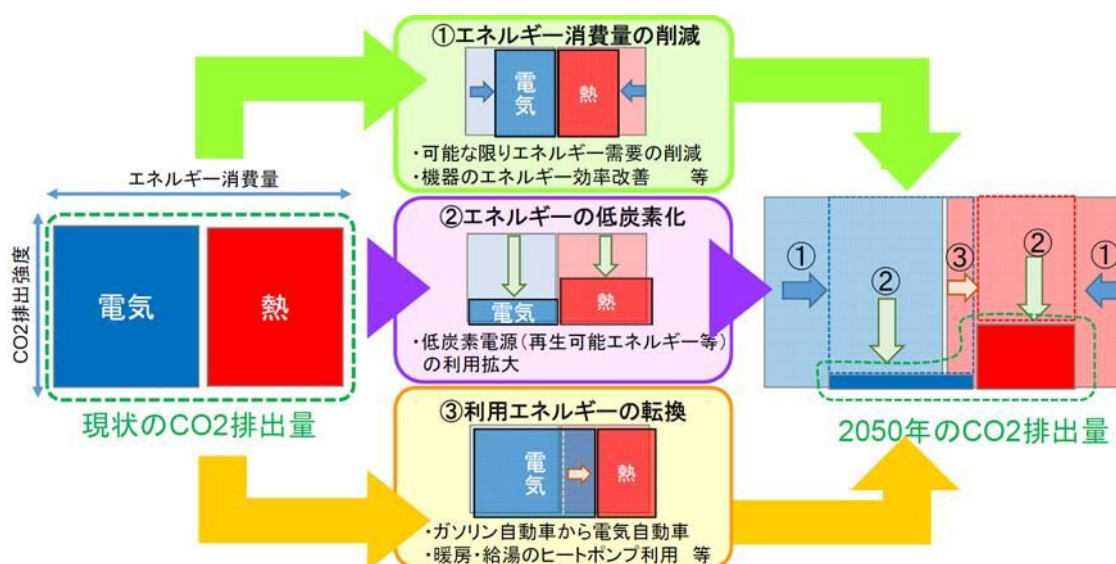 エネルギー消費量
CO2排出強度
電気
熱
現状のCO2排出量
①エネルギー消費量の削減
電気
熱
・可能な限りエネルギー需要の削減
・機器のエネルギー効率改善　等
②エネルギーの低炭素化
電気
熱
・低炭素電源(再生可能エネルギー等)
の利用拡大
③利用エネルギーの転換
電気
熱
・ガソリン自動車から電気自動車
・暖房・給湯のヒートポンプ利用 等
①
②
③
②
①
2050年のCO2排出量